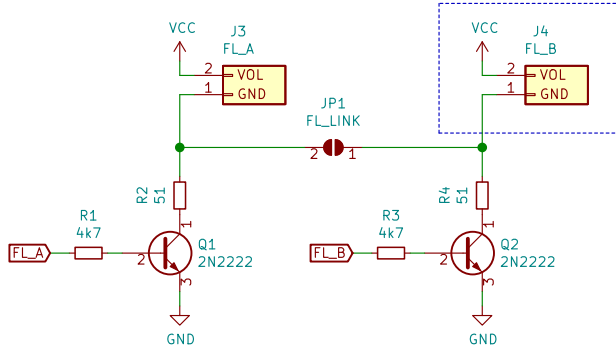 VCC
J3
FL_A
2
VOL
1
GND
VCC
J4
FL_B
2
VOL
1
GND
JP1
FL_LINK
2
1
R2
51
R4
51
1
1
R1
4k7
FL_A
2
Q1
2N2222
3
GND
R3
4k7
FL_B
2
Q2
2N2222
3
GND